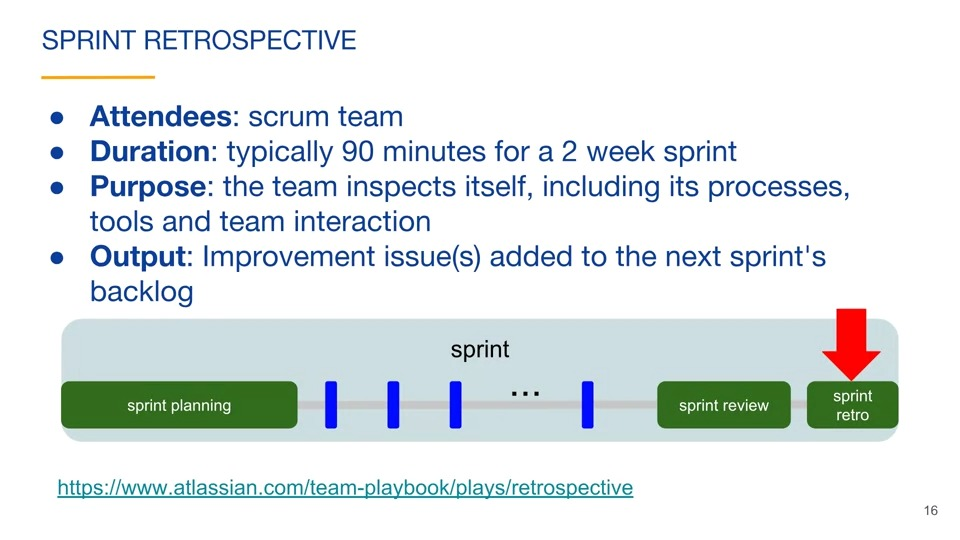 SPRINT RETROSPECTIVE
● Attendees: scrum team
● Duration: typically 90 minutes for a 2 week sprint
● Purpose: the team inspects itself, including its processes,
tools and team interaction
● Output: Improvement issue(s) added to the next sprint's
backlog
sprint
...
sprint planning
sprint review
sprint
retro
https://www.atlassian.com/team-playbook/plays/retrospective
16